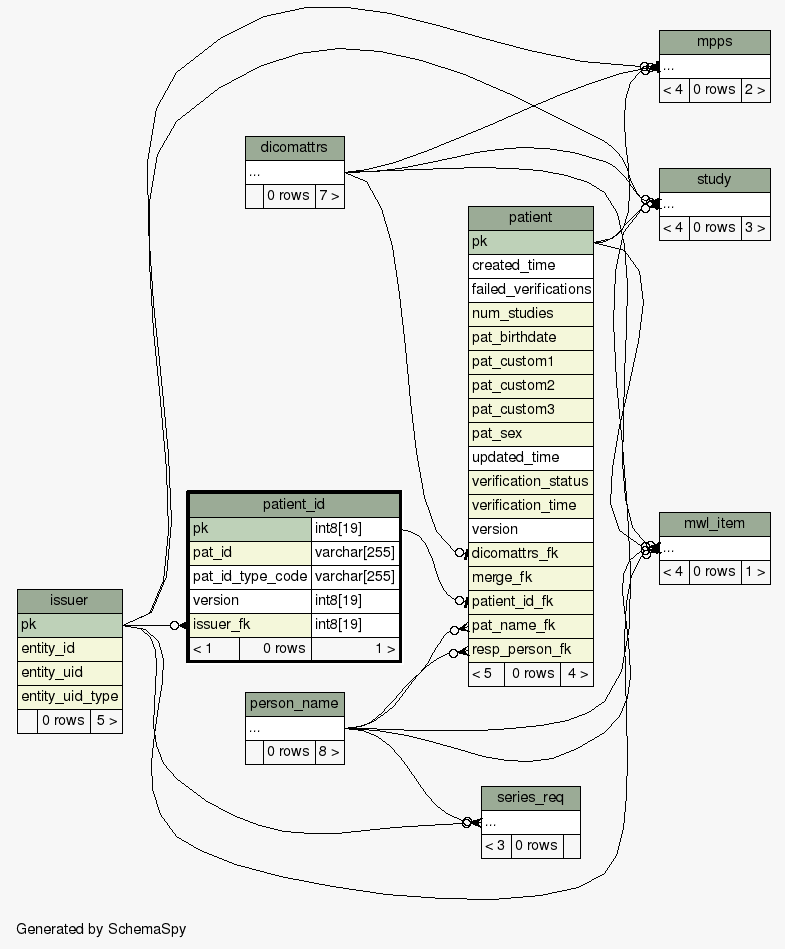 mpps
...
< 4 0 rows 2 >
dicomattrs
...
0 rows 7 >
study
...
< 4 0 rows 3 >
patient
pk
created_time
failed_verifications
num_studies
pat_birthdate
pat_custom1
pat_custom2
pat_custom3
pat_sex
updated_time
verification_status
verification_time
version
dicomattrs_fk
merge_fk
patient_id_fk
pat_name_fk
resp_person_fk
< 5 0 rows 4 >
patient_id
pk int8[19]
pat_id varchar[255]
pat_id_type_code varchar[255]
version int8[19]
issuer_fk int8[19]
< 1 0 rows 1 >
mwl_item
...
< 4 0 rows 1 >
issuer
pk
entity_id
entity_uid
entity_uid_type
0 rows 5 >
person_name
...
0 rows 8 >
series_req
...
< 3 0 rows
Generated by SchemaSpy